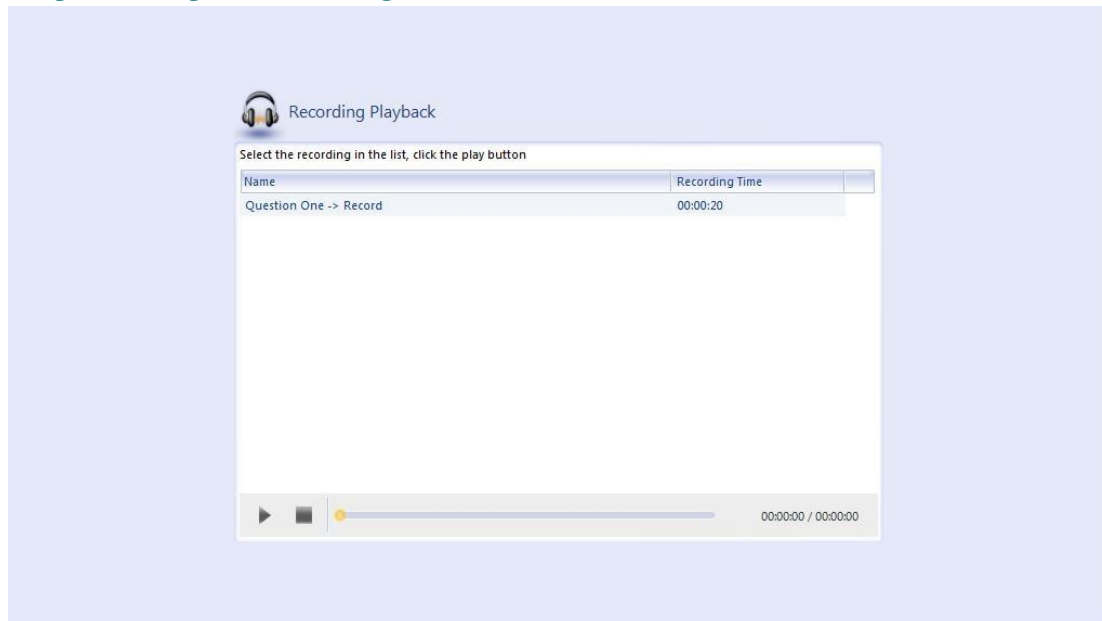 Recording Playback
Select the recording in the list, click the play button
Name Recording Time
Question One -> Record 00:00:20
00:00:00 / 00:00:00